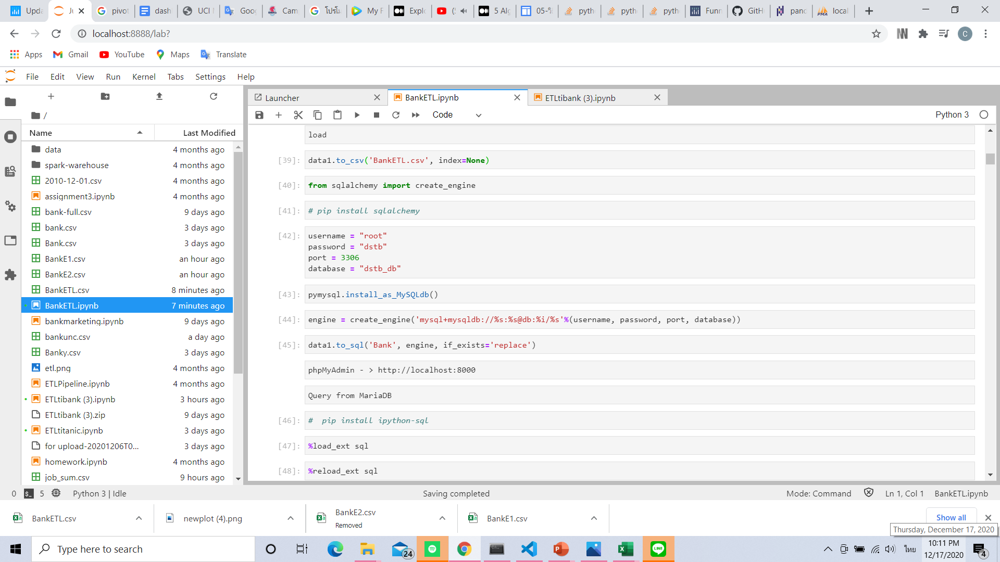 Upda
Ju
pivot
dash
UCI
Goog
Cam
โปรโม
My F
Explo
5 Alg
pyth
pyth
pyth
Funn
GitH
pand
local
localhost:8888/lab?
C
Apps
Gmail
YouTube
Maps
Translate
File Edit View Run Kernel Tabs Settings Help
Launcher
BankETL.ipynb
ETLtibank (3).ipynb
/
Code
Python 3
Name
Last Modified
data 4 months ago
spark-warehouse 4 months ago
2010-12-01.csv 4 months ago
assignment3.ipynb 4 months ago
bank-full.csv 9 days ago
bank.csv 3 days ago
Bank.csv 3 days ago
BankE1.csv an hour ago
BankE2.csv an hour ago
BankETL.csv 8 minutes ago
BankETL.ipynb 7 minutes ago
bankmarketing.ipynb 9 days ago
bankunc.csv a day ago
Banky.csv 3 days ago
etl.png 4 months ago
ETLPipeline.ipynb 4 months ago
ETLtibank (3).ipynb 3 hours ago
ETLtibank (3).zip 9 days ago
ETLtitanic.ipynb 3 days ago
for upload-20201206T0... 3 days ago
homework.ipynb 4 months ago
job_sum.csv 9 hours ago
load
[39]: data1.to_csv('BankETL.csv', index=None)
[40]: from sqlalchemy import create_engine
[41]: # pip install sqlalchemy
[42]: username = "root"
password = "dstb"
port = 3306
database = "dstb_db"
[43]: pymysql.install_as_MySQLdb()
[44]: engine = create_engine('mysql+mysqldb://%s:%s@db:%i/%s'%(username, password, port, database))
[45]: data1.to_sql('Bank', engine, if_exists='replace')
phpMyAdmin - > http://localhost:8000
Query from MariaDB
[46]: #  pip install ipython-sql
[47]: %load_ext sql
[48]: %reload_ext sql
0
5
Python 3 | Idle
Saving completed
Mode: Command
Ln 1, Col 1
BankETL.ipynb
BankETL.csv
newplot (4).png
BankE2.csv
Removed
BankE1.csv
Show all
Thursday, December 17, 2020
Type here to search
24
ไทย
10:11 PM
12/17/2020
4